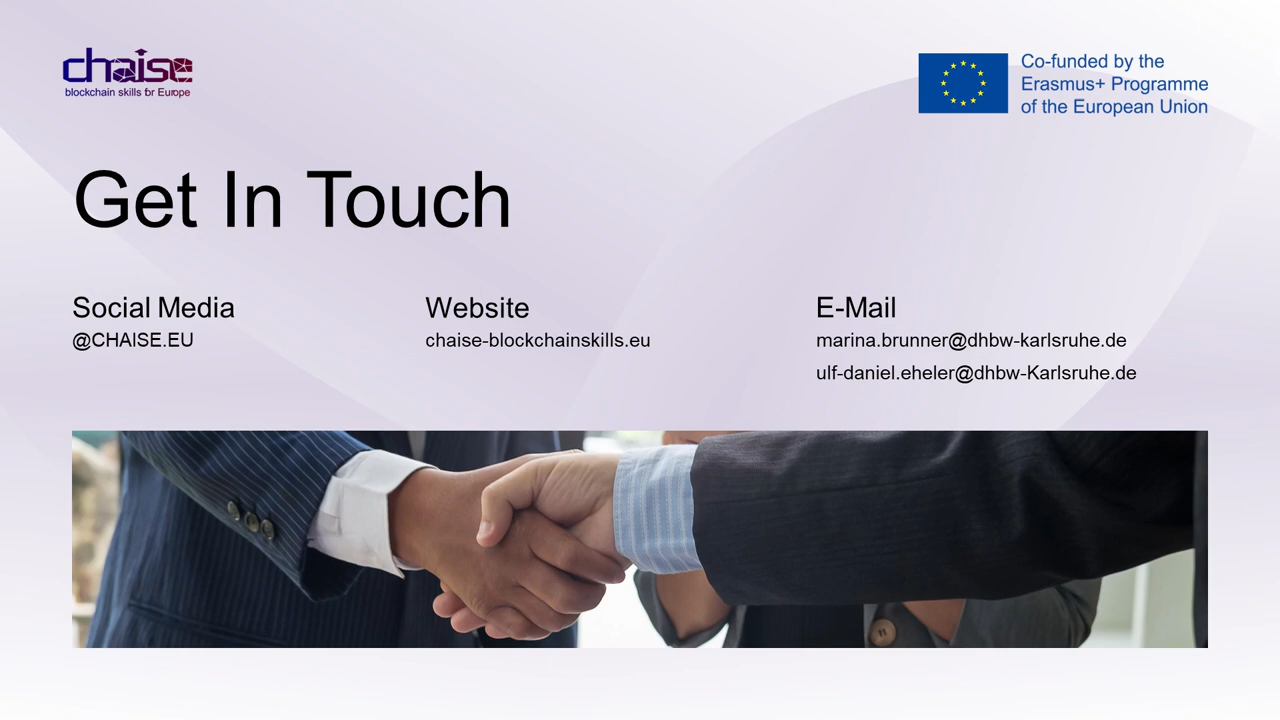 chaise
blockchain skills for Europe
Co-funded by the
Erasmus+ Programme
of the European Union
Get In Touch
Social Media
@CHAISE.EU
Website
chaise-blockchainskills.eu
E-Mail
marina.brunner@dhbw-karlsruhe.de
ulf-daniel.eheler@dhbw-Karlsruhe.de